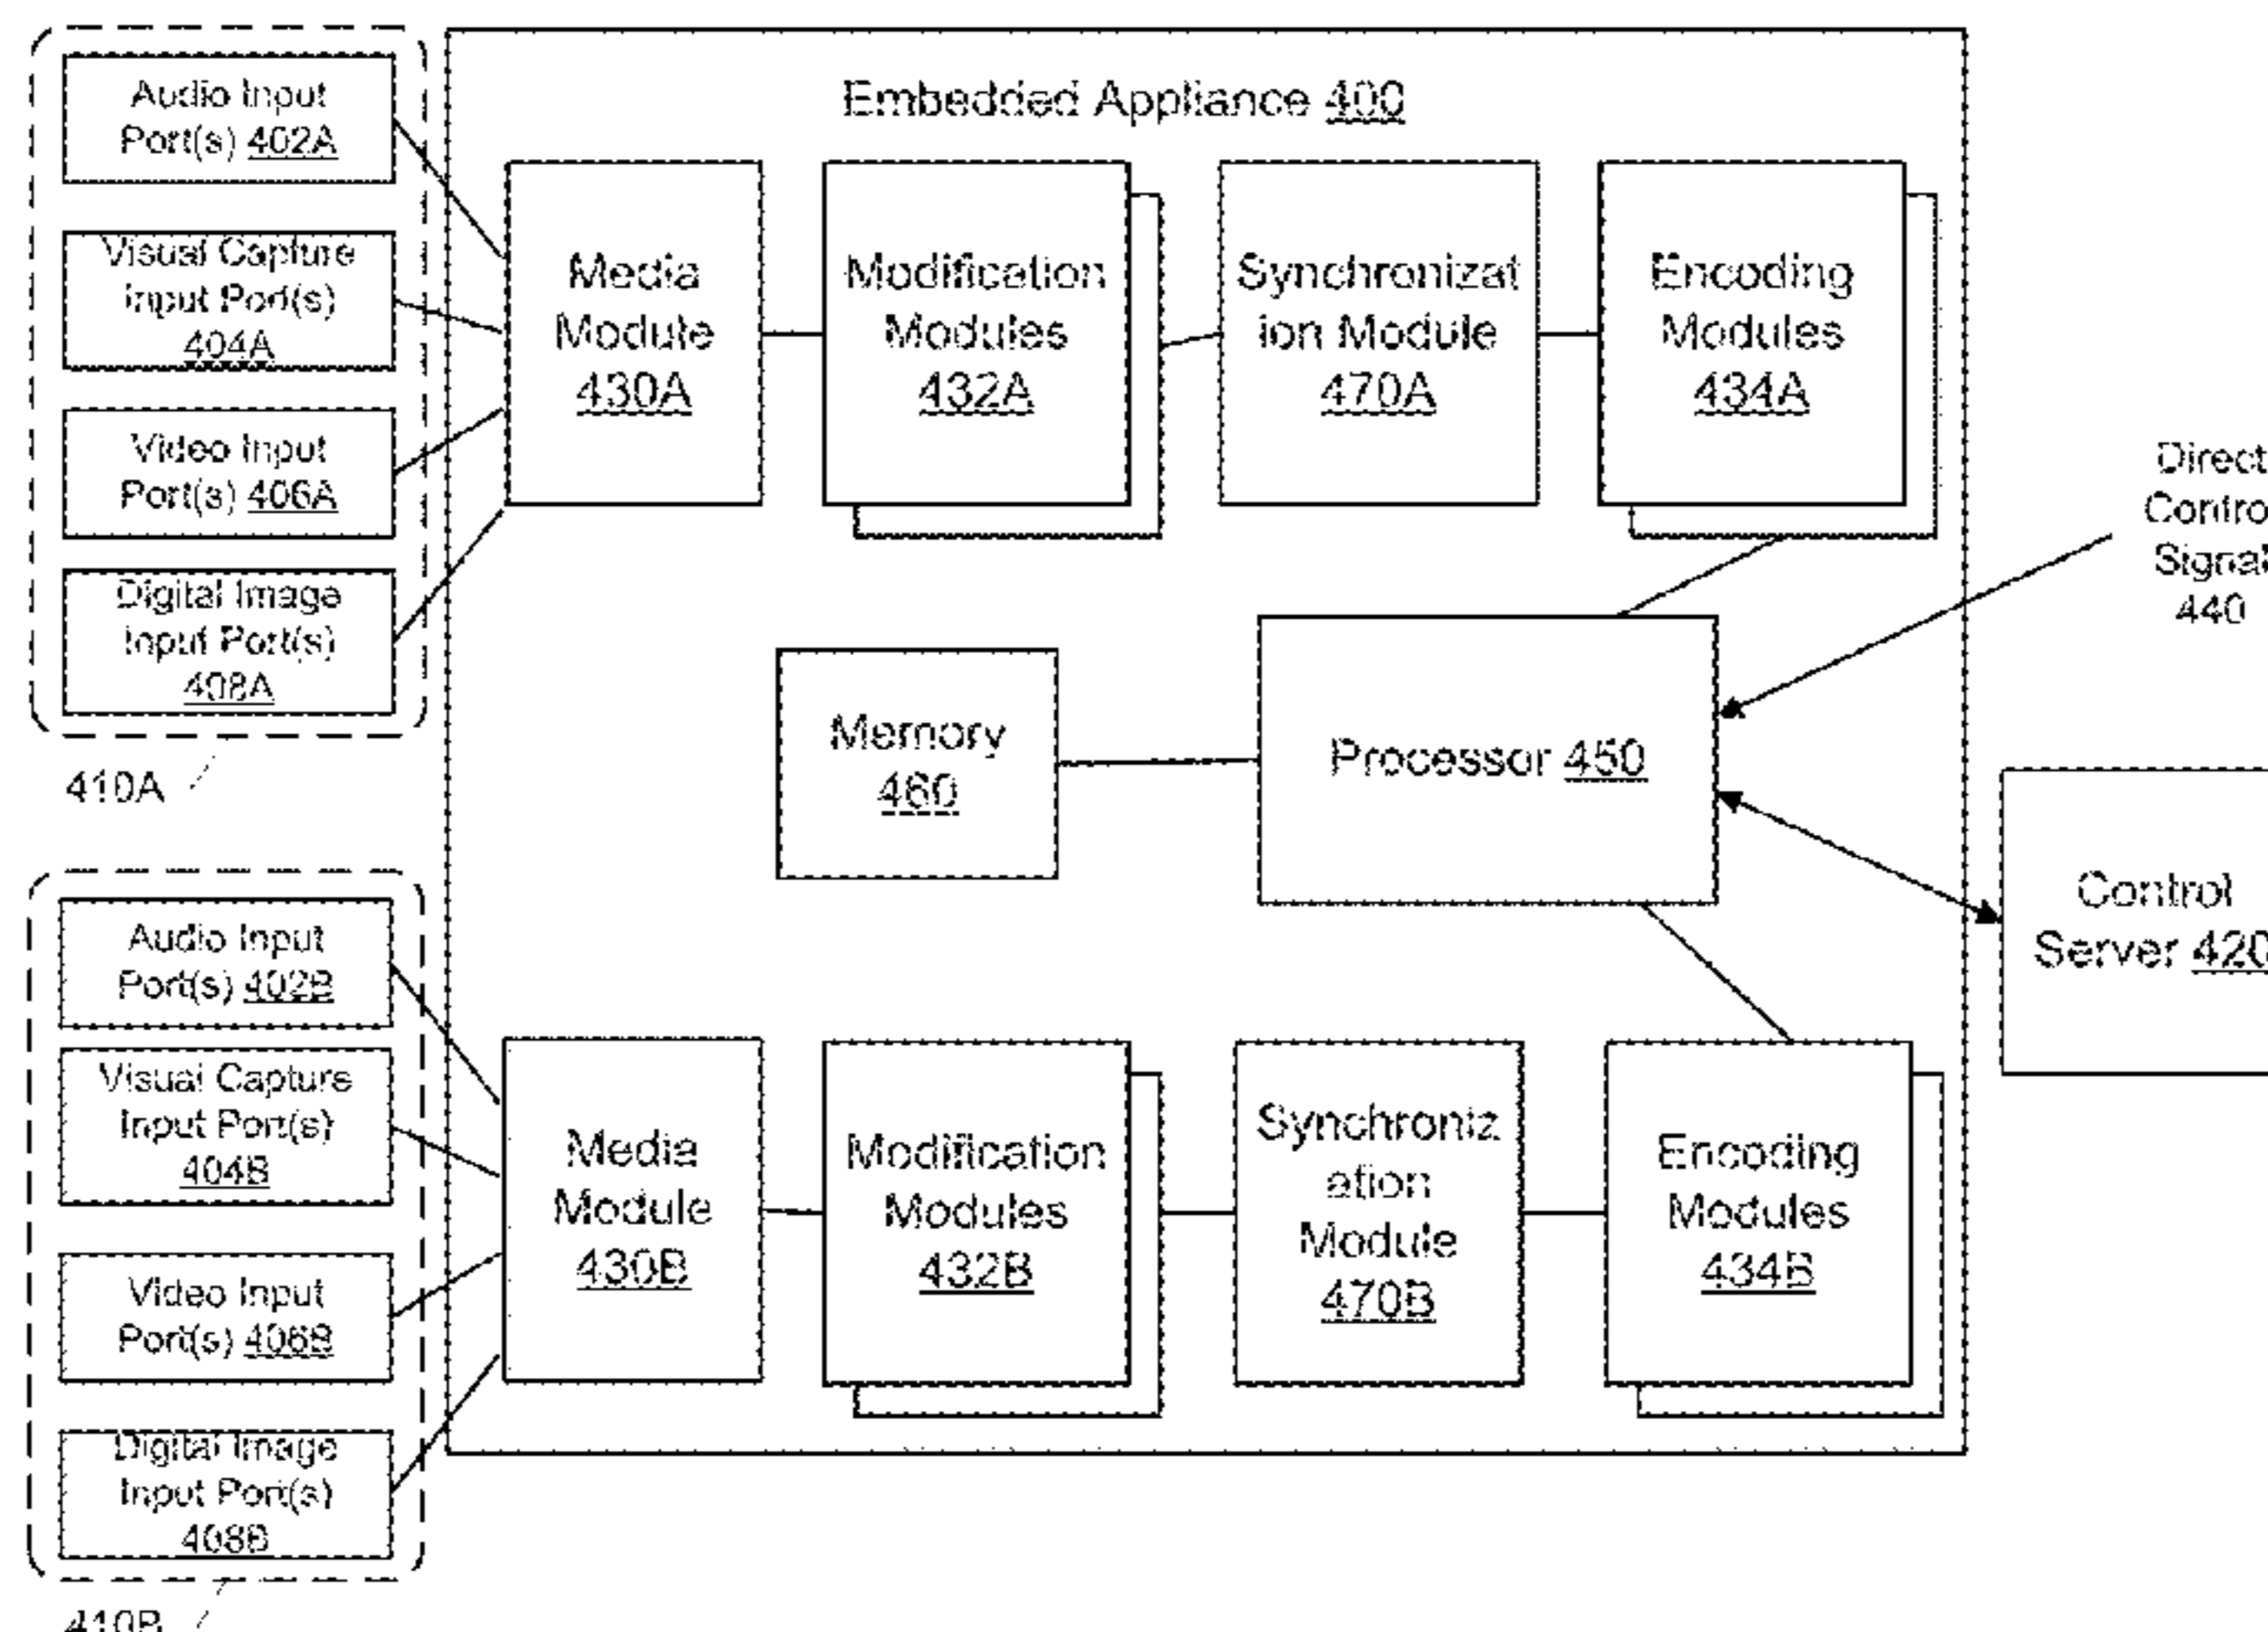 Embedded Appliance 400
Audio Input
Port(s) 402A
Visual Capture
Input Port(s)
404A
Video Input
Port(s) 406A
Digital Image
Input Port(s)
408A
410A
Media
Module
430A
Modification
Modules
432A
Synchronizat
ion Module
470A
Encoding
Modules
434A
Direct
Contro
Signal
440
Memory
460
Processor 450
Control
Server 420
Audio Input
Port(s) 402B
Visual Capture
Input Port(s)
404B
Video Input
Port(s) 406B
Digital Image
Input Port(s)
408B
410B
Media
Module
430B
Modification
Modules
432B
Synchroniz
ation
Module
470B
Encoding
Modules
434B